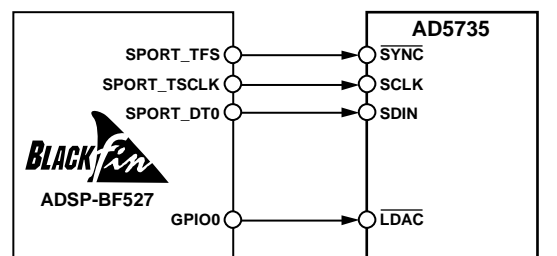 AD5735
SPORT_TFS
SYNC
SPORT_TSCLK
SCLK
SPORT_DT0
SDIN
BLACKfin
ADSP-BF527
GPIO0
LDAC